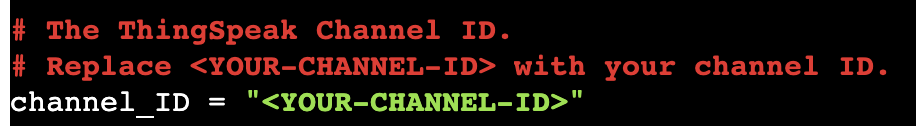 # The ThingSpeak Channel ID.
# Replace <YOUR-CHANNEL-ID> with your channel ID.
channel_ID = "<YOUR-CHANNEL-ID>"